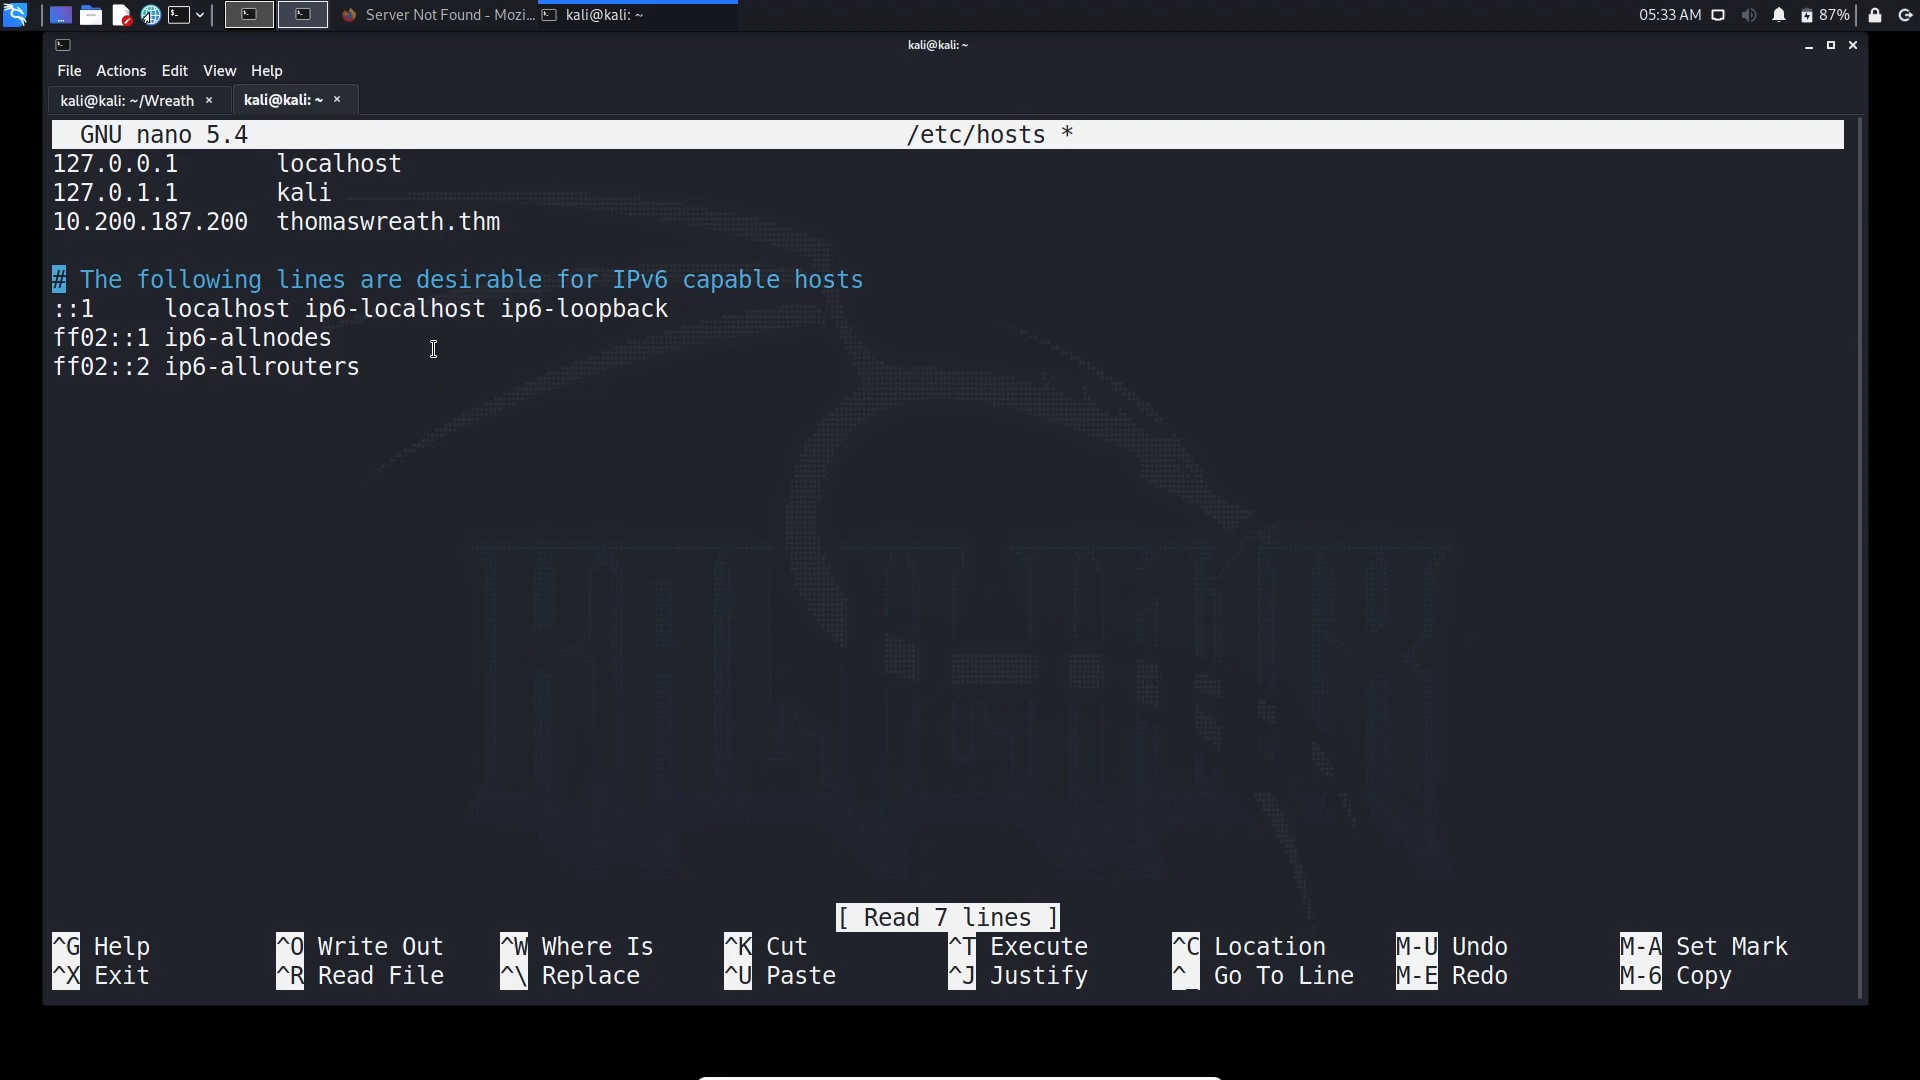 Server Not Found - Mozi... kali@kali: ~ 05:33 AM 87%
kali@kali: ~
File Actions Edit View Help
kali@kali: ~/Wreath × kali@kali: ~ ×
GNU nano 5.4 /etc/hosts *
127.0.0.1 localhost
127.0.1.1 kali
10.200.187.200 thomaswreath.thm
# The following lines are desirable for IPv6 capable hosts
::1 localhost ip6-localhost ip6-loopback
ff02::1 ip6-allnodes
ff02::2 ip6-allrouters
[ Read 7 lines ]
^G Help ^O Write Out ^W Where Is ^K Cut ^T Execute ^C Location M-U Undo M-A Set Mark
^X Exit ^R Read File ^\ Replace ^U Paste ^J Justify ^_ Go To Line M-E Redo M-6 Copy